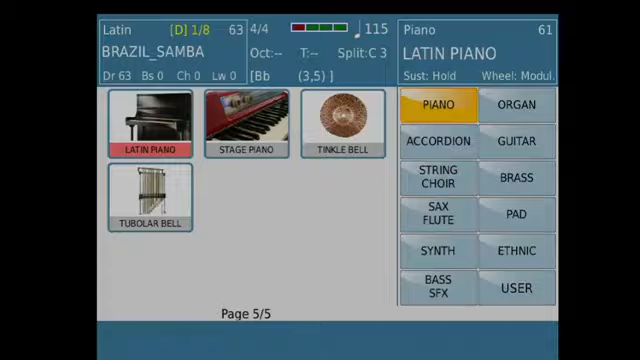 Latin [D] 1/8 63
BRAZIL_SAMBA
Dr 63 Bs 0 Ch 0 Lw 0
4/4 115
Oct:-- T:-- Split:C 3
[Bb (3,5) ]
Piano 61
LATIN PIANO
Sust: Hold Wheel: Modul.
LATIN PIANO
STAGE PIANO
TINKLE BELL
TUBOLAR BELL
PIANO
ORGAN
ACCORDION
GUITAR
STRING
CHOIR
BRASS
SAX
FLUTE
PAD
SYNTH
ETHNIC
BASS
SFX
USER
Page 5/5